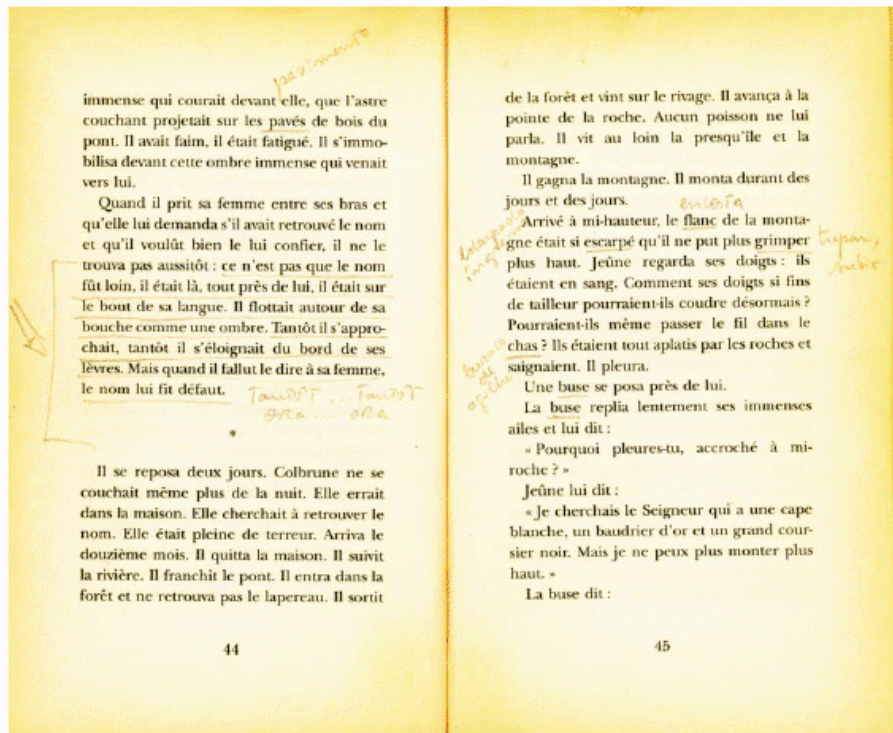 pavimento
immense qui courait devant elle, que l'astre
couchant projetait sur les pavés de bois du
pont. Il avait faim, il était fatigué. Il s'immo-
bilisa devant cette ombre immense qui venait
vers lui.
Quand il prit sa femme entre ses bras et
qu'elle lui demanda s'il avait retrouvé le nom
et qu'il voulût bien le lui confier, il ne le
trouva pas aussitôt : ce n'est pas que le nom
fût loin, il était là, tout près de lui, il était sur
le bout de sa langue. Il flottait autour de sa
bouche comme une ombre. Tantôt il s'appro-
chait, tantôt il s'éloignait du bord de ses
lèvres. Mais quand il fallut le dire à sa femme,
le nom lui fit défaut.
TANTÔT ... TANTÔT
ORA ... ORA
*
Il se reposa deux jours. Colbrune ne se
couchait même plus de la nuit. Elle errait
dans la maison. Elle cherchait à retrouver le
nom. Elle était pleine de terreur. Arriva le
douzième mois. Il quitta la maison. Il suivit
la rivière. Il franchit le pont. Il entra dans la
forêt et ne retrouva pas le lapereau. Il sortit
44
de la forêt et vint sur le rivage. Il avança à la
pointe de la roche. Aucun poisson ne lui
parla. Il vit au loin la presqu'île et la
montagne.
Il gagna la montagne. Il monta durant des
jours et des jours.
encosta
Arrivé à mi-hauteur, le flanc de la monta-
gne était si escarpé qu'il ne put plus grimper
trepar,
subir
plus haut. Jeûne regarda ses doigts : ils
étaient en sang. Comment ses doigts si fins
de tailleur pourraient-ils coudre désormais ?
Pourraient-ils même passer le fil dans le
chas ? Ils étaient tout aplatis par les roches et
buraco
de
agulha
saignaient. Il pleura.
Une buse se posa près de lui.
La buse replia lentement ses immenses
ailes et lui dit :
« Pourquoi pleures-tu, accroché à mi-
roche ? »
Jeûne lui dit :
« Je cherchais le Seigneur qui a une cape
blanche, un baudrier d'or et un grand cour-
sier noir. Mais je ne peux plus monter plus
haut. »
La buse dit :
45